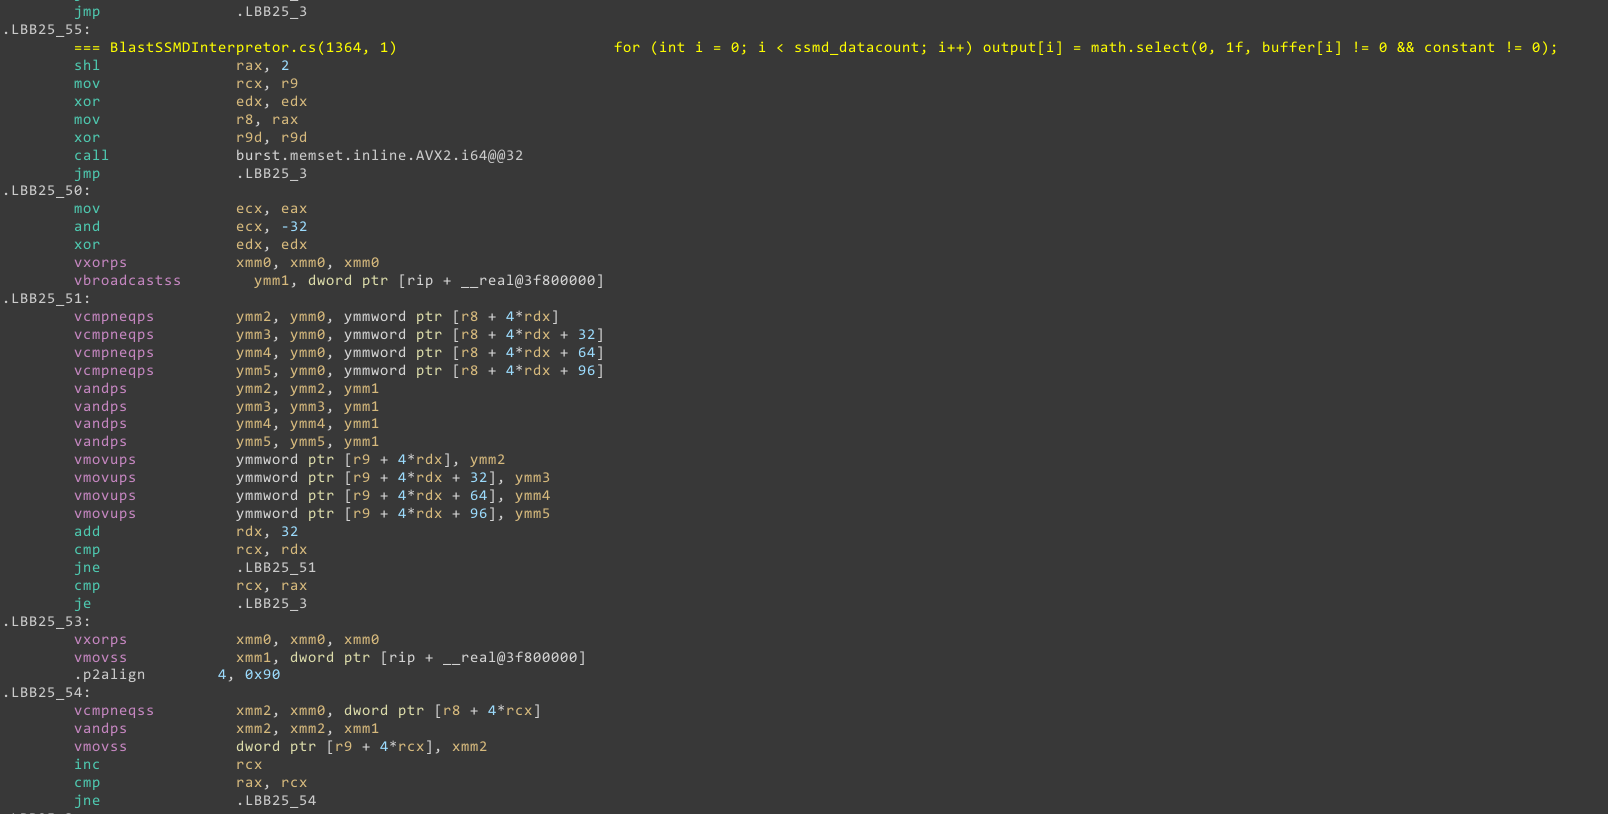 jmp .LBB25_3
.LBB25_55:
=== BlastSSMDInterpretor.cs(1364, 1) for (int i = 0; i < ssmd_datacount; i++) output[i] = math.select(0, 1f, buffer[i] != 0 && constant != 0);
shl rax, 2
mov rcx, r9
xor edx, edx
mov r8, rax
xor r9d, r9d
call burst.memset.inline.AVX2.i64@@32
jmp .LBB25_3
.LBB25_50:
mov ecx, eax
and ecx, -32
xor edx, edx
vxorps xmm0, xmm0, xmm0
vbroadcastss ymm1, dword ptr [rip + __real@3f800000]
.LBB25_51:
vcmpneqps ymm2, ymm0, ymmword ptr [r8 + 4*rdx]
vcmpneqps ymm3, ymm0, ymmword ptr [r8 + 4*rdx + 32]
vcmpneqps ymm4, ymm0, ymmword ptr [r8 + 4*rdx + 64]
vcmpneqps ymm5, ymm0, ymmword ptr [r8 + 4*rdx + 96]
vandps ymm2, ymm2, ymm1
vandps ymm3, ymm3, ymm1
vandps ymm4, ymm4, ymm1
vandps ymm5, ymm5, ymm1
vmovups ymmword ptr [r9 + 4*rdx], ymm2
vmovups ymmword ptr [r9 + 4*rdx + 32], ymm3
vmovups ymmword ptr [r9 + 4*rdx + 64], ymm4
vmovups ymmword ptr [r9 + 4*rdx + 96], ymm5
add rdx, 32
cmp rcx, rdx
jne .LBB25_51
cmp rcx, rax
je .LBB25_3
.LBB25_53:
vxorps xmm0, xmm0, xmm0
vmovss xmm1, dword ptr [rip + __real@3f800000]
.p2align 4, 0x90
.LBB25_54:
vcmpneqss xmm2, xmm0, dword ptr [r8 + 4*rcx]
vandps xmm2, xmm2, xmm1
vmovss dword ptr [r9 + 4*rcx], xmm2
inc rcx
cmp rax, rcx
jne .LBB25_54